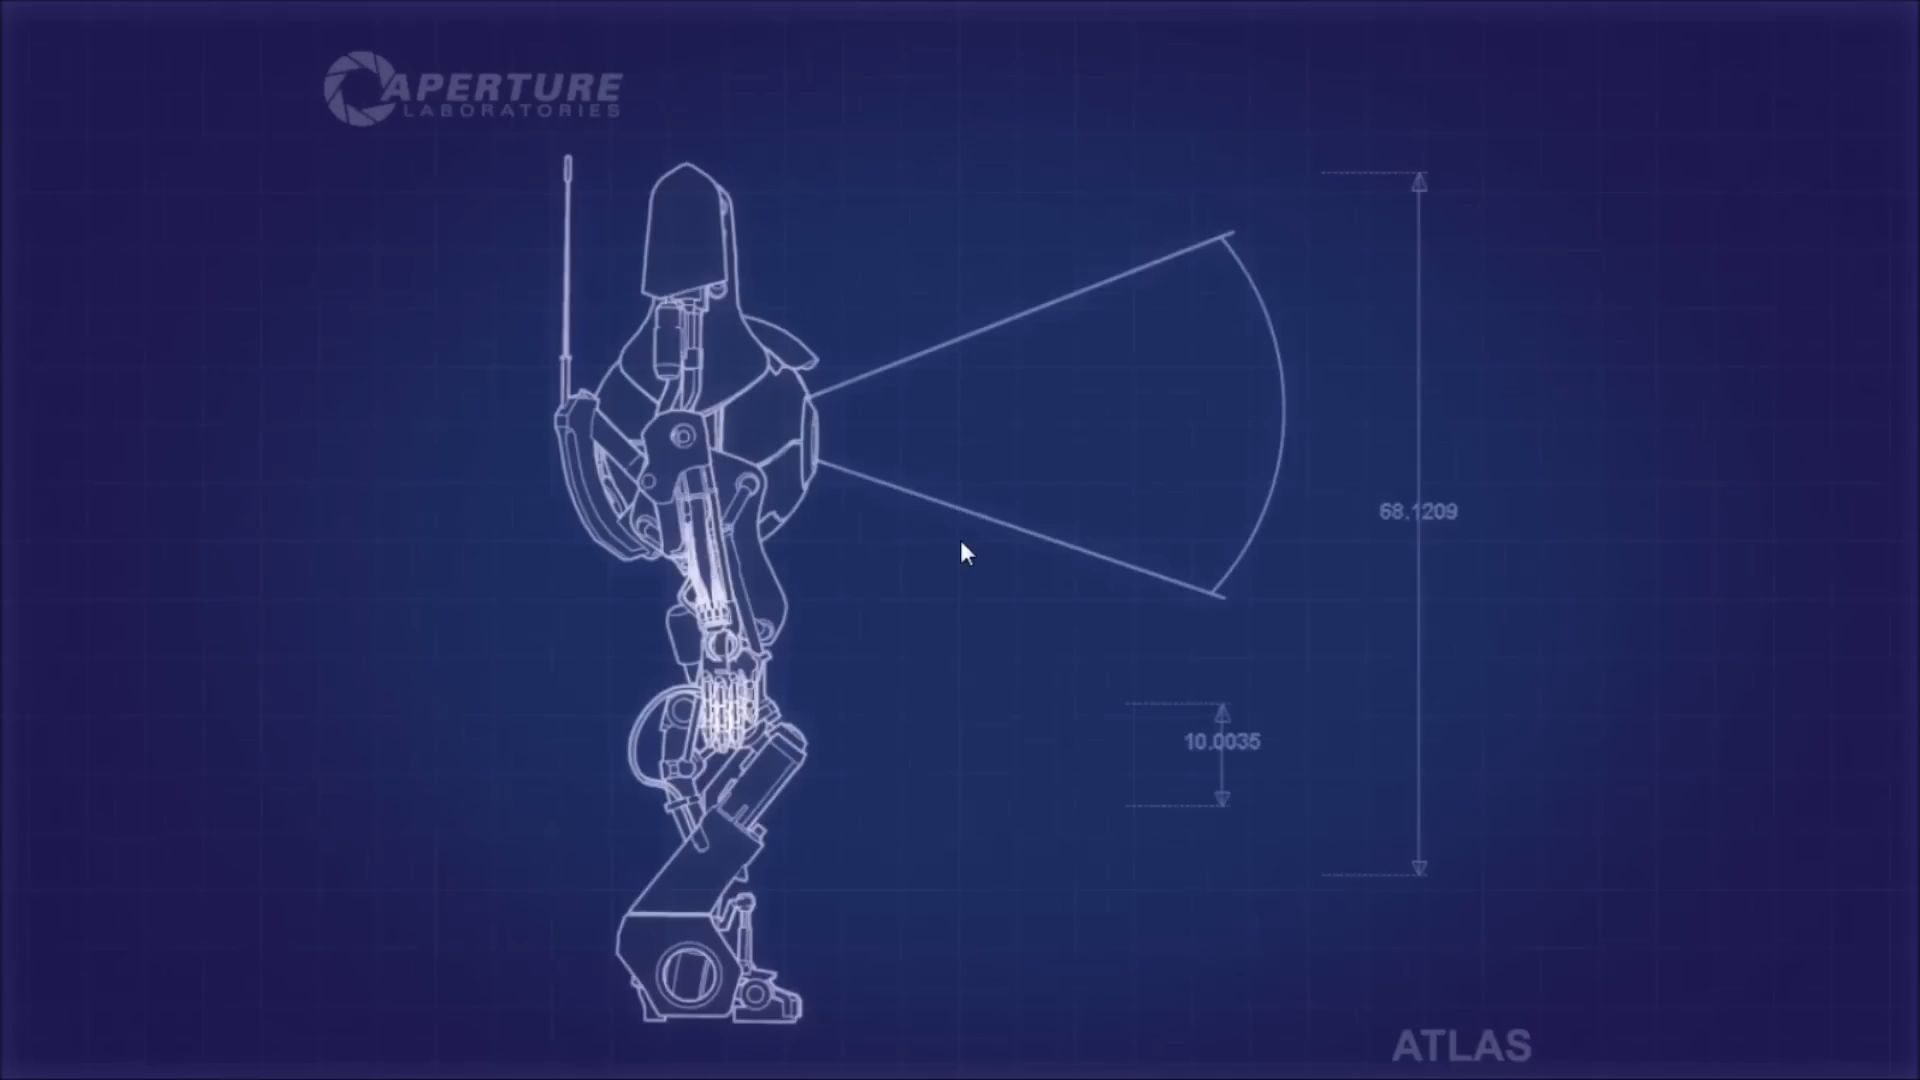 APERTURE
LABORATORIES
68.1209
10.0035
ATLAS